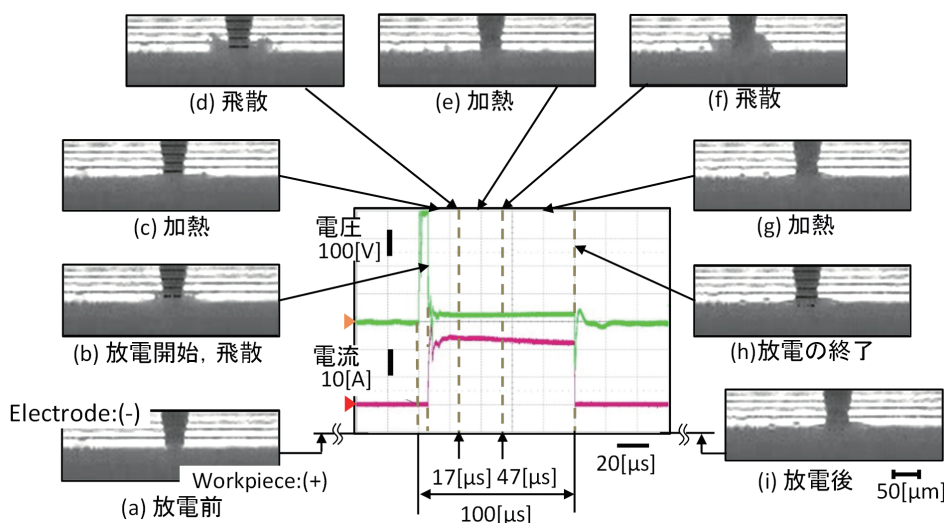 (d) 飛散
(e) 加熱
(f) 飛散
(c) 加熱
(g) 加熱
電圧
100[V]
(b) 放電開始, 飛散
電流
10[A]
(h)放電の終了
Electrode:(-)
Workpiece:(+)
(a) 放電前
17[μs] 47[μs]
100[μs]
20[μs]
(i) 放電後
50[μm]